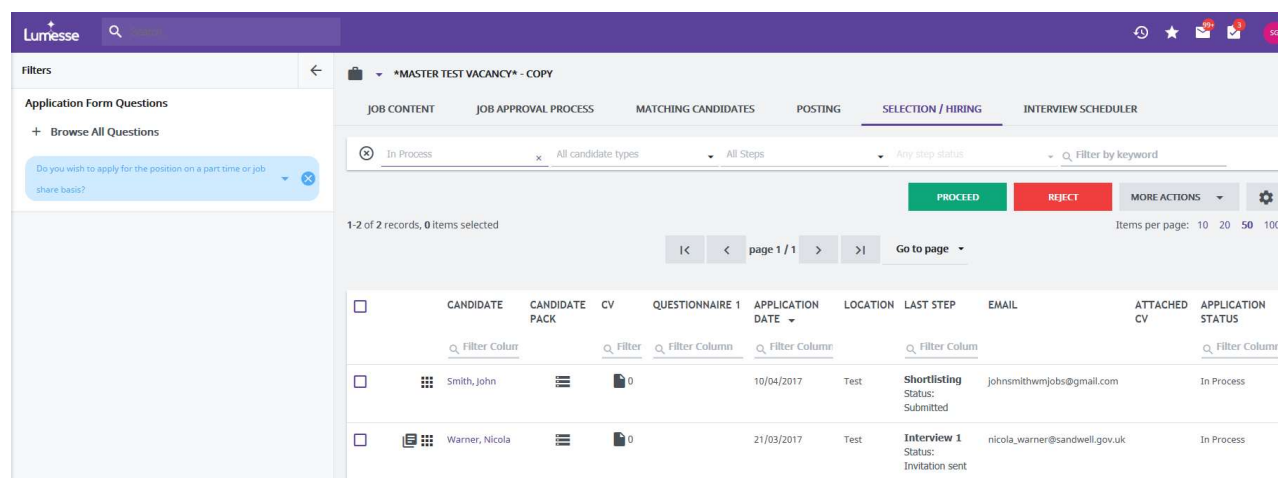 Lumesse
99+
3
SG
Filters
*MASTER TEST VACANCY* - COPY
Application Form Questions
+ Browse All Questions
Do you wish to apply for the position on a part time or job
share basis?
JOB CONTENT JOB APPROVAL PROCESS MATCHING CANDIDATES POSTING SELECTION / HIRING INTERVIEW SCHEDULER
In Process x All candidate types All Steps Any step status Filter by keyword
PROCEED REJECT MORE ACTIONS
1-2 of 2 records, 0 items selected
Items per page: 10 20 50 100
page 1 / 1 Go to page
CANDIDATE CANDIDATE PACK CV QUESTIONNAIRE 1 APPLICATION DATE LOCATION LAST STEP EMAIL ATTACHED CV APPLICATION STATUS
Filter Colum Filter Filter Column Filter Column Filter Colum Filter Column
Smith, John 0 10/04/2017 Test Shortlisting johnsmithwmjobs@gmail.com In Process
Status:
Submitted
Warner, Nicola 0 21/03/2017 Test Interview 1 nicola_warner@sandwell.gov.uk In Process
Status:
Invitation sent